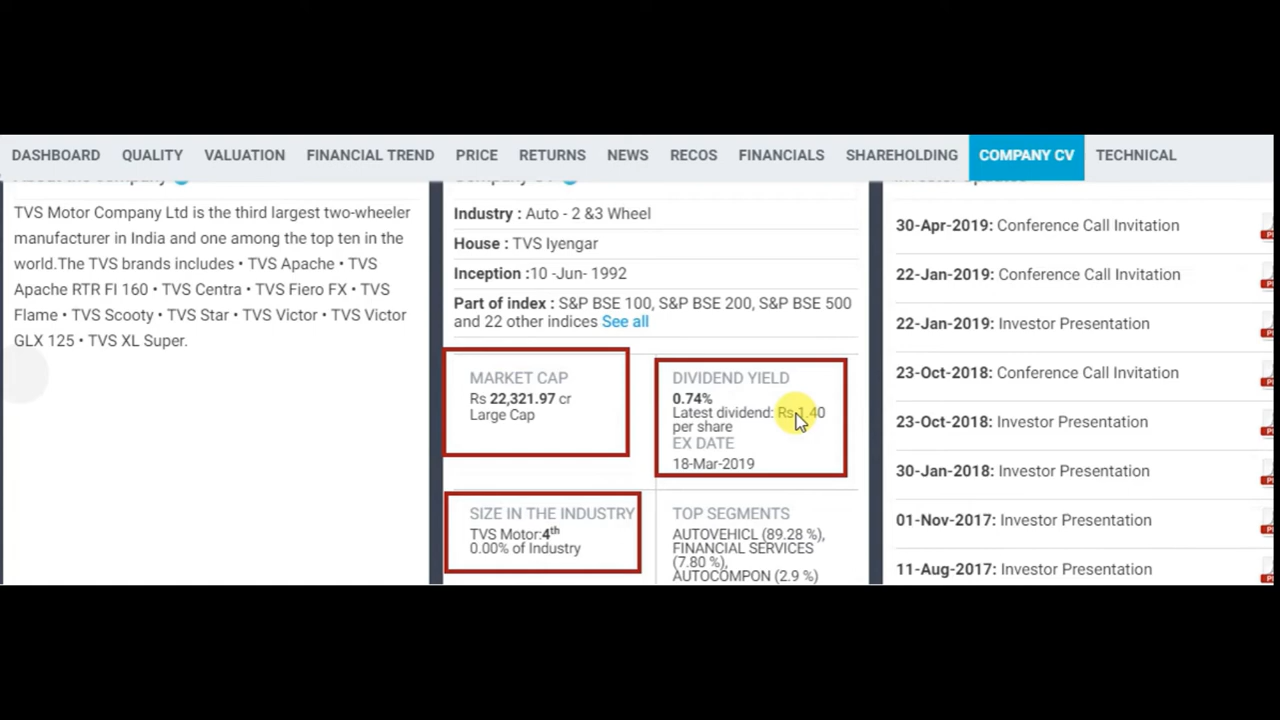 DASHBOARD QUALITY VALUATION FINANCIAL TREND PRICE RETURNS NEWS RECOS FINANCIALS SHAREHOLDING COMPANY CV TECHNICAL
TVS Motor Company Ltd is the third largest two-wheeler
manufacturer in India and one among the top ten in the
world.The TVS brands includes • TVS Apache • TVS
Apache RTR FI 160 • TVS Centra • TVS Fiero FX • TVS
Flame • TVS Scooty • TVS Star • TVS Victor • TVS Victor
GLX 125 • TVS XL Super.
Industry : Auto - 2 &3 Wheel
House : TVS Iyengar
Inception :10 -Jun- 1992
Part of index : S&P BSE 100, S&P BSE 200, S&P BSE 500
and 22 other indices See all
MARKET CAP
Rs 22,321.97 cr
Large Cap
DIVIDEND YIELD
0.74%
Latest dividend: Rs 1.40
per share
EX DATE
18-Mar-2019
SIZE IN THE INDUSTRY
TVS Motor:4th
0.00% of Industry
TOP SEGMENTS
AUTOVEHICL (89.28 %),
FINANCIAL SERVICES
(7.80 %),
AUTOCOMPON (2.9 %)
30-Apr-2019: Conference Call Invitation
22-Jan-2019: Conference Call Invitation
22-Jan-2019: Investor Presentation
23-Oct-2018: Conference Call Invitation
23-Oct-2018: Investor Presentation
30-Jan-2018: Investor Presentation
01-Nov-2017: Investor Presentation
11-Aug-2017: Investor Presentation